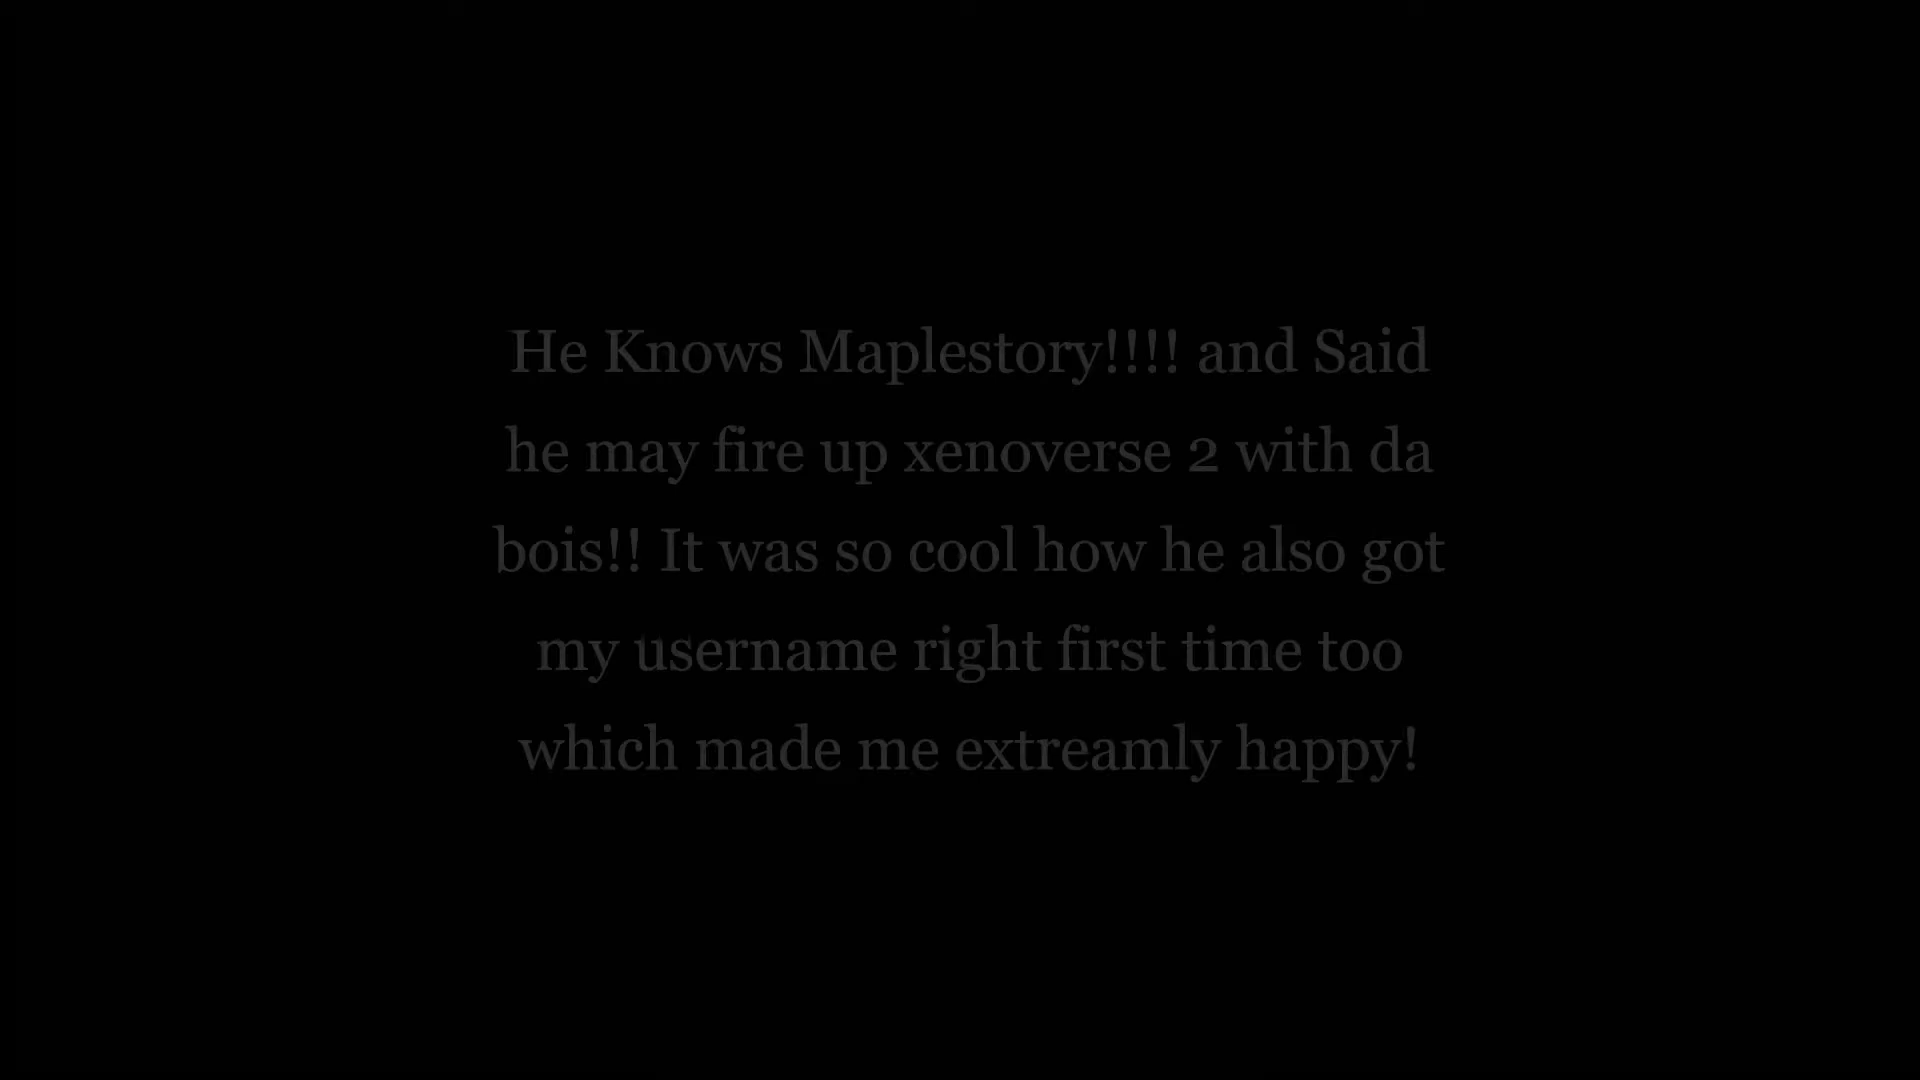 He Knows Maplestory!!!! and Said
he may fire up xenoverse 2 with da
bois!! It was so cool how he also got
my username right first time too
which made me extreamly happy!